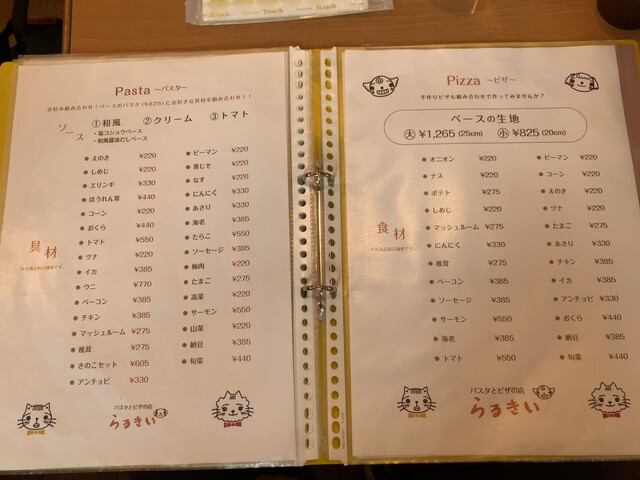 Touch.
Touch.
Pasta ～パスタ～
お好み組み合わせ！ベースのパスタ(¥825)にお好きな具材を組み合わせ！！
ソース
①和風 ②クリーム ③トマト
・塩コショウベース
・和風醤油だしベース
具材
えのき ¥220
しめじ ¥220
エリンギ ¥330
ほうれん草 ¥440
コーン ¥220
おくら ¥440
トマト ¥550
ツナ ¥220
イカ ¥385
ウニ ¥770
ベーコン ¥385
チキン ¥385
マッシュルーム ¥275
椎茸 ¥275
きのこセット ¥605
アンチョビ ¥330
ピーマン ¥220
青じそ ¥220
なす ¥220
にんにく ¥330
あさり ¥330
海老 ¥385
たらこ ¥550
ソーセージ ¥385
梅肉 ¥220
たまご ¥275
高菜 ¥220
サーモン ¥550
山菜 ¥220
納豆 ¥385
旬菜 ¥440
パスタとピザの店
らるきい
Pizza ～ピザ～
手作りピザも組み合わせで作ってみませんか？
ベースの生地
大 ¥1,265 (25cm) 小 ¥825 (20cm)
食材
オニオン ¥220
ナス ¥220
ポテト ¥275
しめじ ¥220
マッシュルーム ¥275
にんにく ¥330
椎茸 ¥275
ベーコン ¥385
ソーセージ ¥385
サーモン ¥550
海老 ¥385
トマト ¥550
ピーマン ¥220
コーン ¥220
えのき ¥220
ツナ ¥220
たまご ¥275
あさり ¥330
チキン ¥385
イカ ¥385
アンチョビ ¥330
おくら ¥440
納豆 ¥385
旬菜 ¥440
パスタとピザの店
らるきい